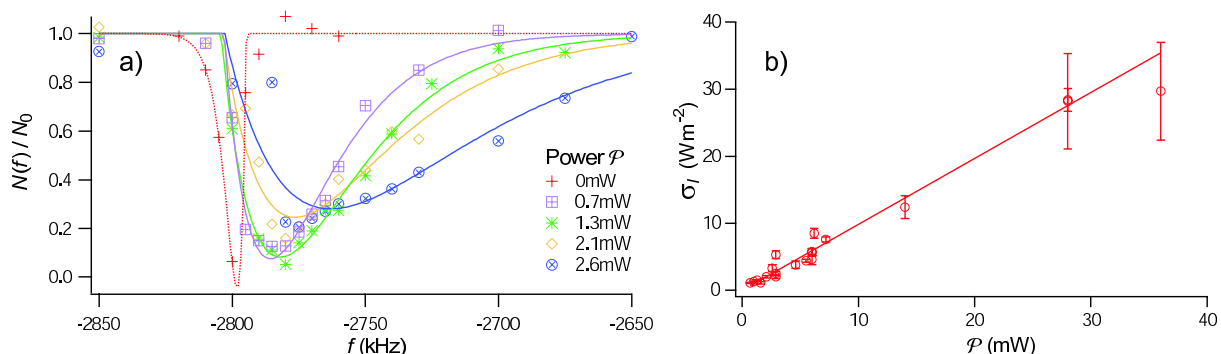 1.0
0.8
0.6
0.4
0.2
0.0
N(f) / N0
a)
Power 𝒫
0mW
0.7mW
1.3mW
2.1mW
2.6mW
-2850
-2800
-2750
-2700
-2650
f (kHz)
40
30
20
10
0
σI (Wm-2)
b)
0
10
20
30
40
𝒫 (mW)